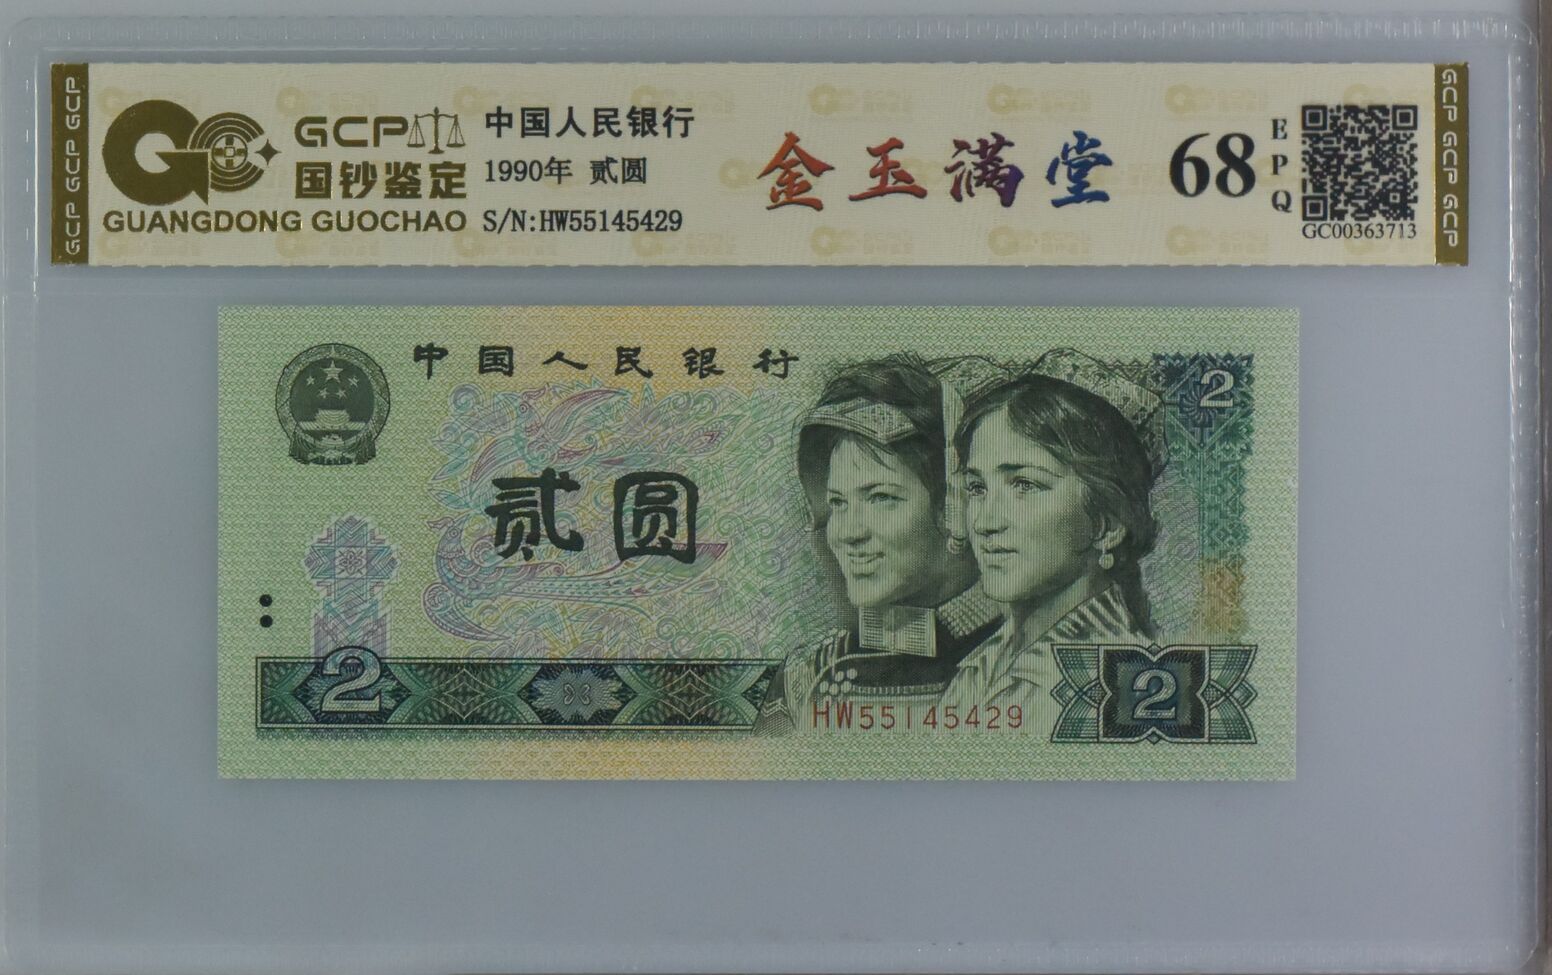 GCP GCP GCP
GCP
国钞鉴定
GUANGDONG GUOCHAO
中国人民银行
1990年 贰圆
S/N:HW55145429
金玉满堂
68
EPQ
GC00363713
GCP GCP GCP
中国人民银行
2
贰圆
2
2
HW55145429